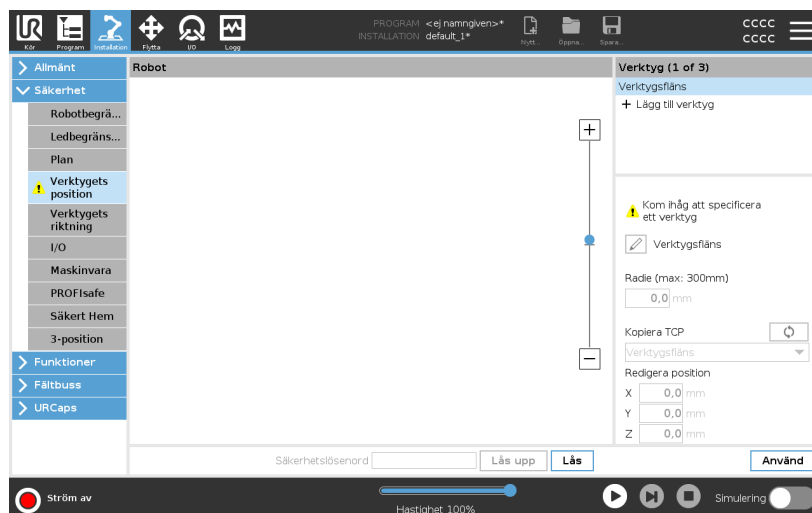 PROGRAM <ej namngiven>*
INSTALLATION default_1*
CCCC
CCCC
Kör Program Installation Flytta I/O Logg
Nytt... Öppna... Spara...
Allmänt
Säkerhet
Robotbegrä...
Ledbegräns...
Plan
Verktygets
position
Verktygets
riktning
I/O
Maskinvara
PROFIsafe
Säkert Hem
3-position
Funktioner
Fältbuss
URCaps
Robot
Verktyg (1 of 3)
Verktygsfläns
+ Lägg till verktyg
Kom ihåg att specificera
ett verktyg
Verktygsfläns
Radie (max: 300mm)
0,0 mm
Kopiera TCP
Verktygsfläns
Redigera position
X 0,0 mm
Y 0,0 mm
Z 0,0 mm
Säkerhetslösenord Lås upp Lås Använd
Ström av
Hastighet 100%
Simulering